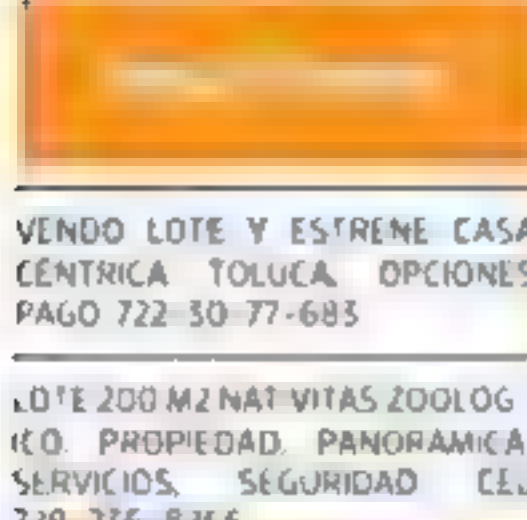 VENDO LOTE Y ESTRENE CASA
CÉNTRICA TOLUCA OPCIONES
PAGO 722-30-77-683
LOTE 200 M2 NAT VITAS ZOOLOG
ICO. PROPIEDAD, PANORAMICA
SERVICIOS, SEGURIDAD